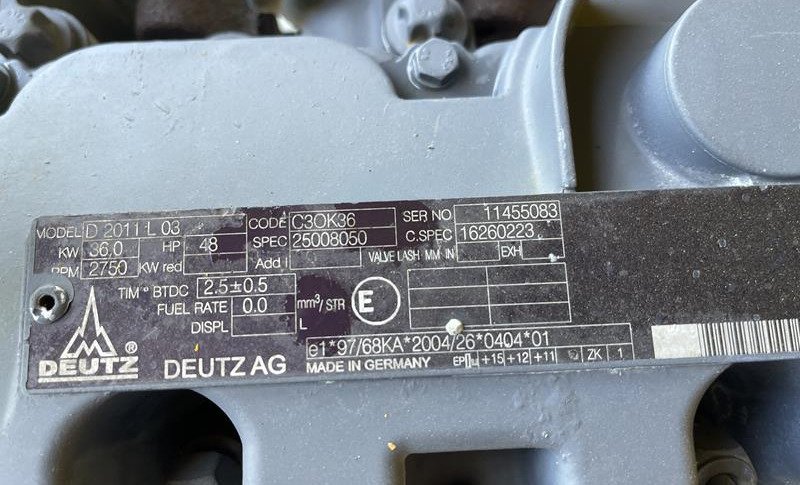 MODEL D 2011 L 03 CODE C3OK36 SER NO 11455083
KW 36,0 HP 48 SPEC 25008050 C.SPEC 16260223
RPM 2750 KW red Add I VALVE LASH MM IN EXH
TIM° BTDC 2.5±0.5
FUEL RATE 0.0 mm³/STR E
DISPL L
e1*97/68KA*2004/26*0404*01
DEUTZ ® DEUTZ AG MADE IN GERMANY +15 +12 +11 ZK 1